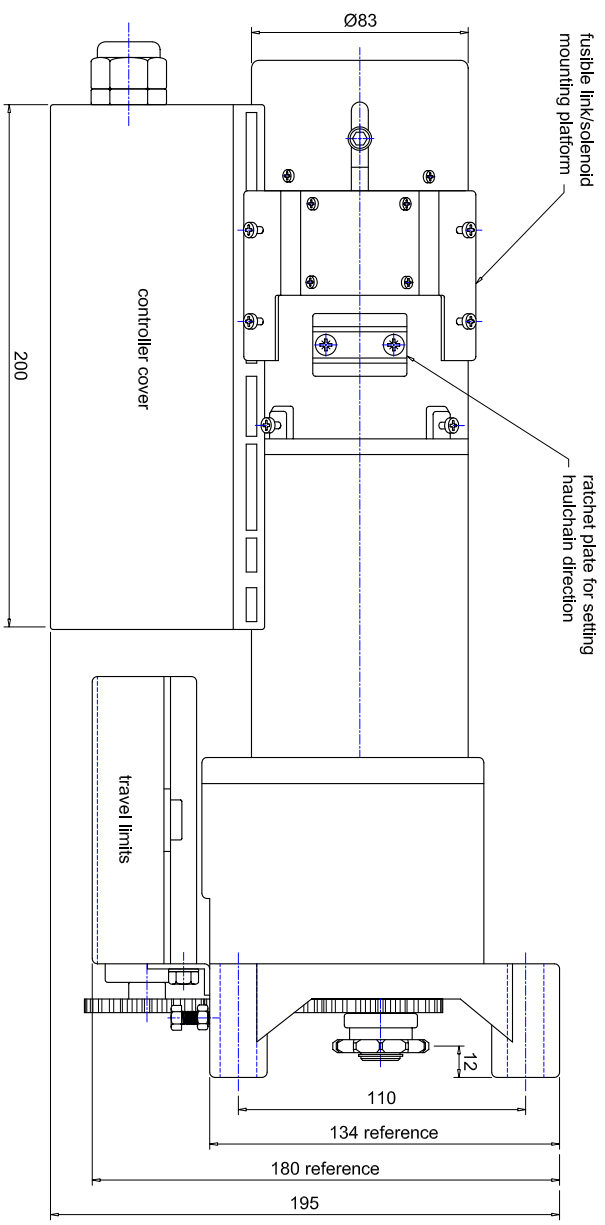 Ø83
fusible link/solenoid
mounting platform
controller cover
200
ratchet plate for setting
haulchain direction
travel limits
12
110
134 reference
180 reference
195